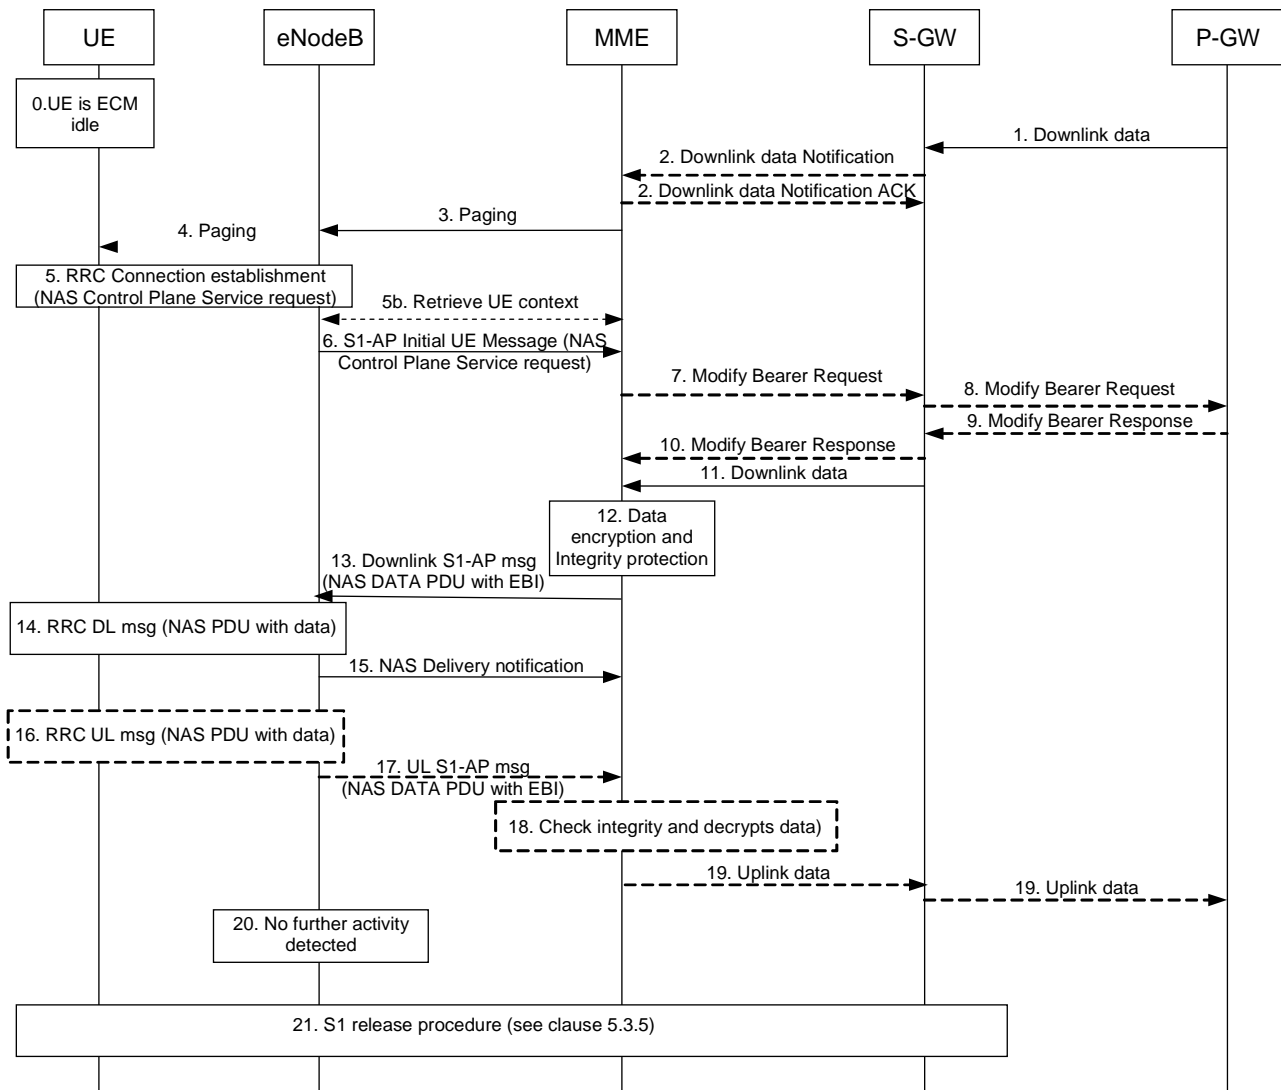 UE
eNodeB
MME
S-GW
P-GW
0.UE is ECM
idle
1. Downlink data
2. Downlink data Notification
2. Downlink data Notification ACK
3. Paging
4. Paging
5. RRC Connection establishment
(NAS Control Plane Service request)
5b. Retrieve UE context
6. S1-AP Initial UE Message (NAS
Control Plane Service request)
7. Modify Bearer Request
8. Modify Bearer Request
9. Modify Bearer Response
10. Modify Bearer Response
11. Downlink data
12. Data
encryption and
Integrity protection
13. Downlink S1-AP msg
(NAS DATA PDU with EBI)
14. RRC DL msg (NAS PDU with data)
15. NAS Delivery notification
16. RRC UL msg (NAS PDU with data)
17. UL S1-AP msg
(NAS DATA PDU with EBI)
18. Check integrity and decrypts data)
19. Uplink data
19. Uplink data
20. No further activity
detected
21. S1 release procedure (see clause 5.3.5)